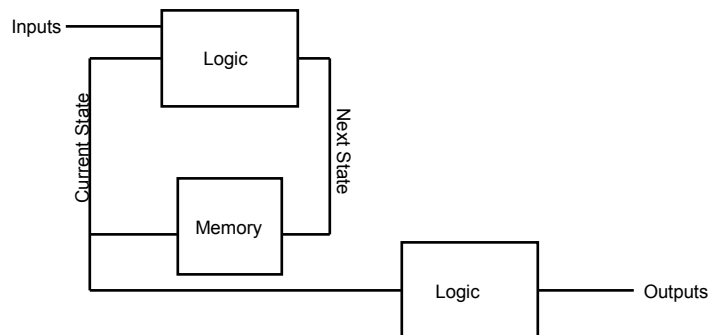 Inputs
Logic
Current State
Next State
Memory
Logic
Outputs